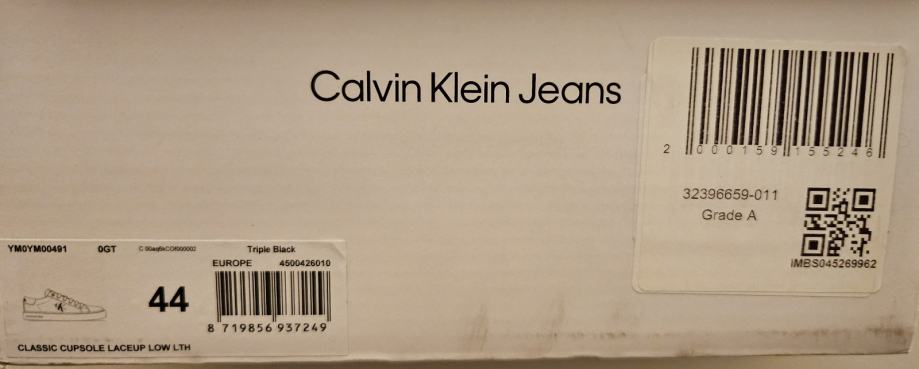 Calvin Klein Jeans
2 000159 155246
32396659-011
Grade A
IMBS045269962
YM0YM00491 0GT Triple Black
EUROPE 4500426010
44
8 719856 937249
CLASSIC CUPSOLE LACEUP LOW LTH